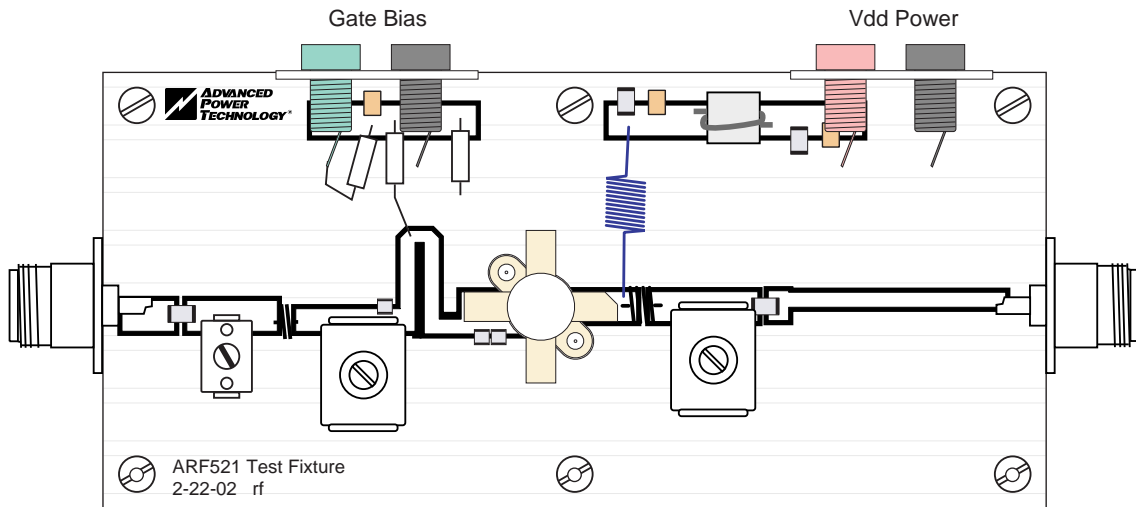 Gate Bias
Vdd Power
ADVANCED
POWER
TECHNOLOGY®
ARF521 Test Fixture
2-22-02 rf